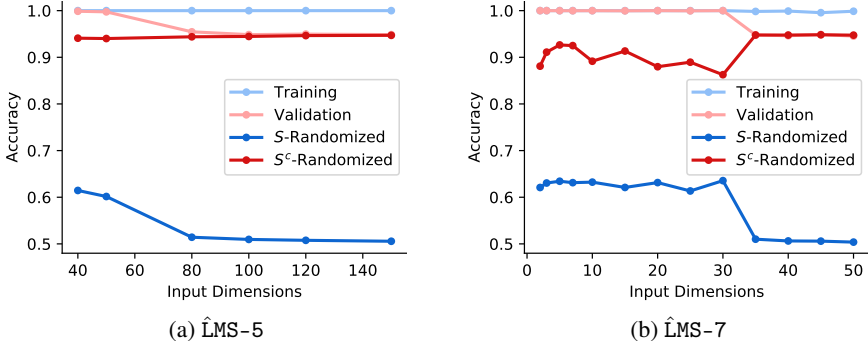 1.0
0.9
0.8
0.7
0.6
0.5
Accuracy
40 60 80 100 120 140
Input Dimensions
Training
Validation
S-Randomized
Sᶜ-Randomized
(a) L̂MS-5
1.0
0.9
0.8
0.7
0.6
0.5
Accuracy
0 10 20 30 40 50
Input Dimensions
Training
Validation
S-Randomized
Sᶜ-Randomized
(b) L̂MS-7